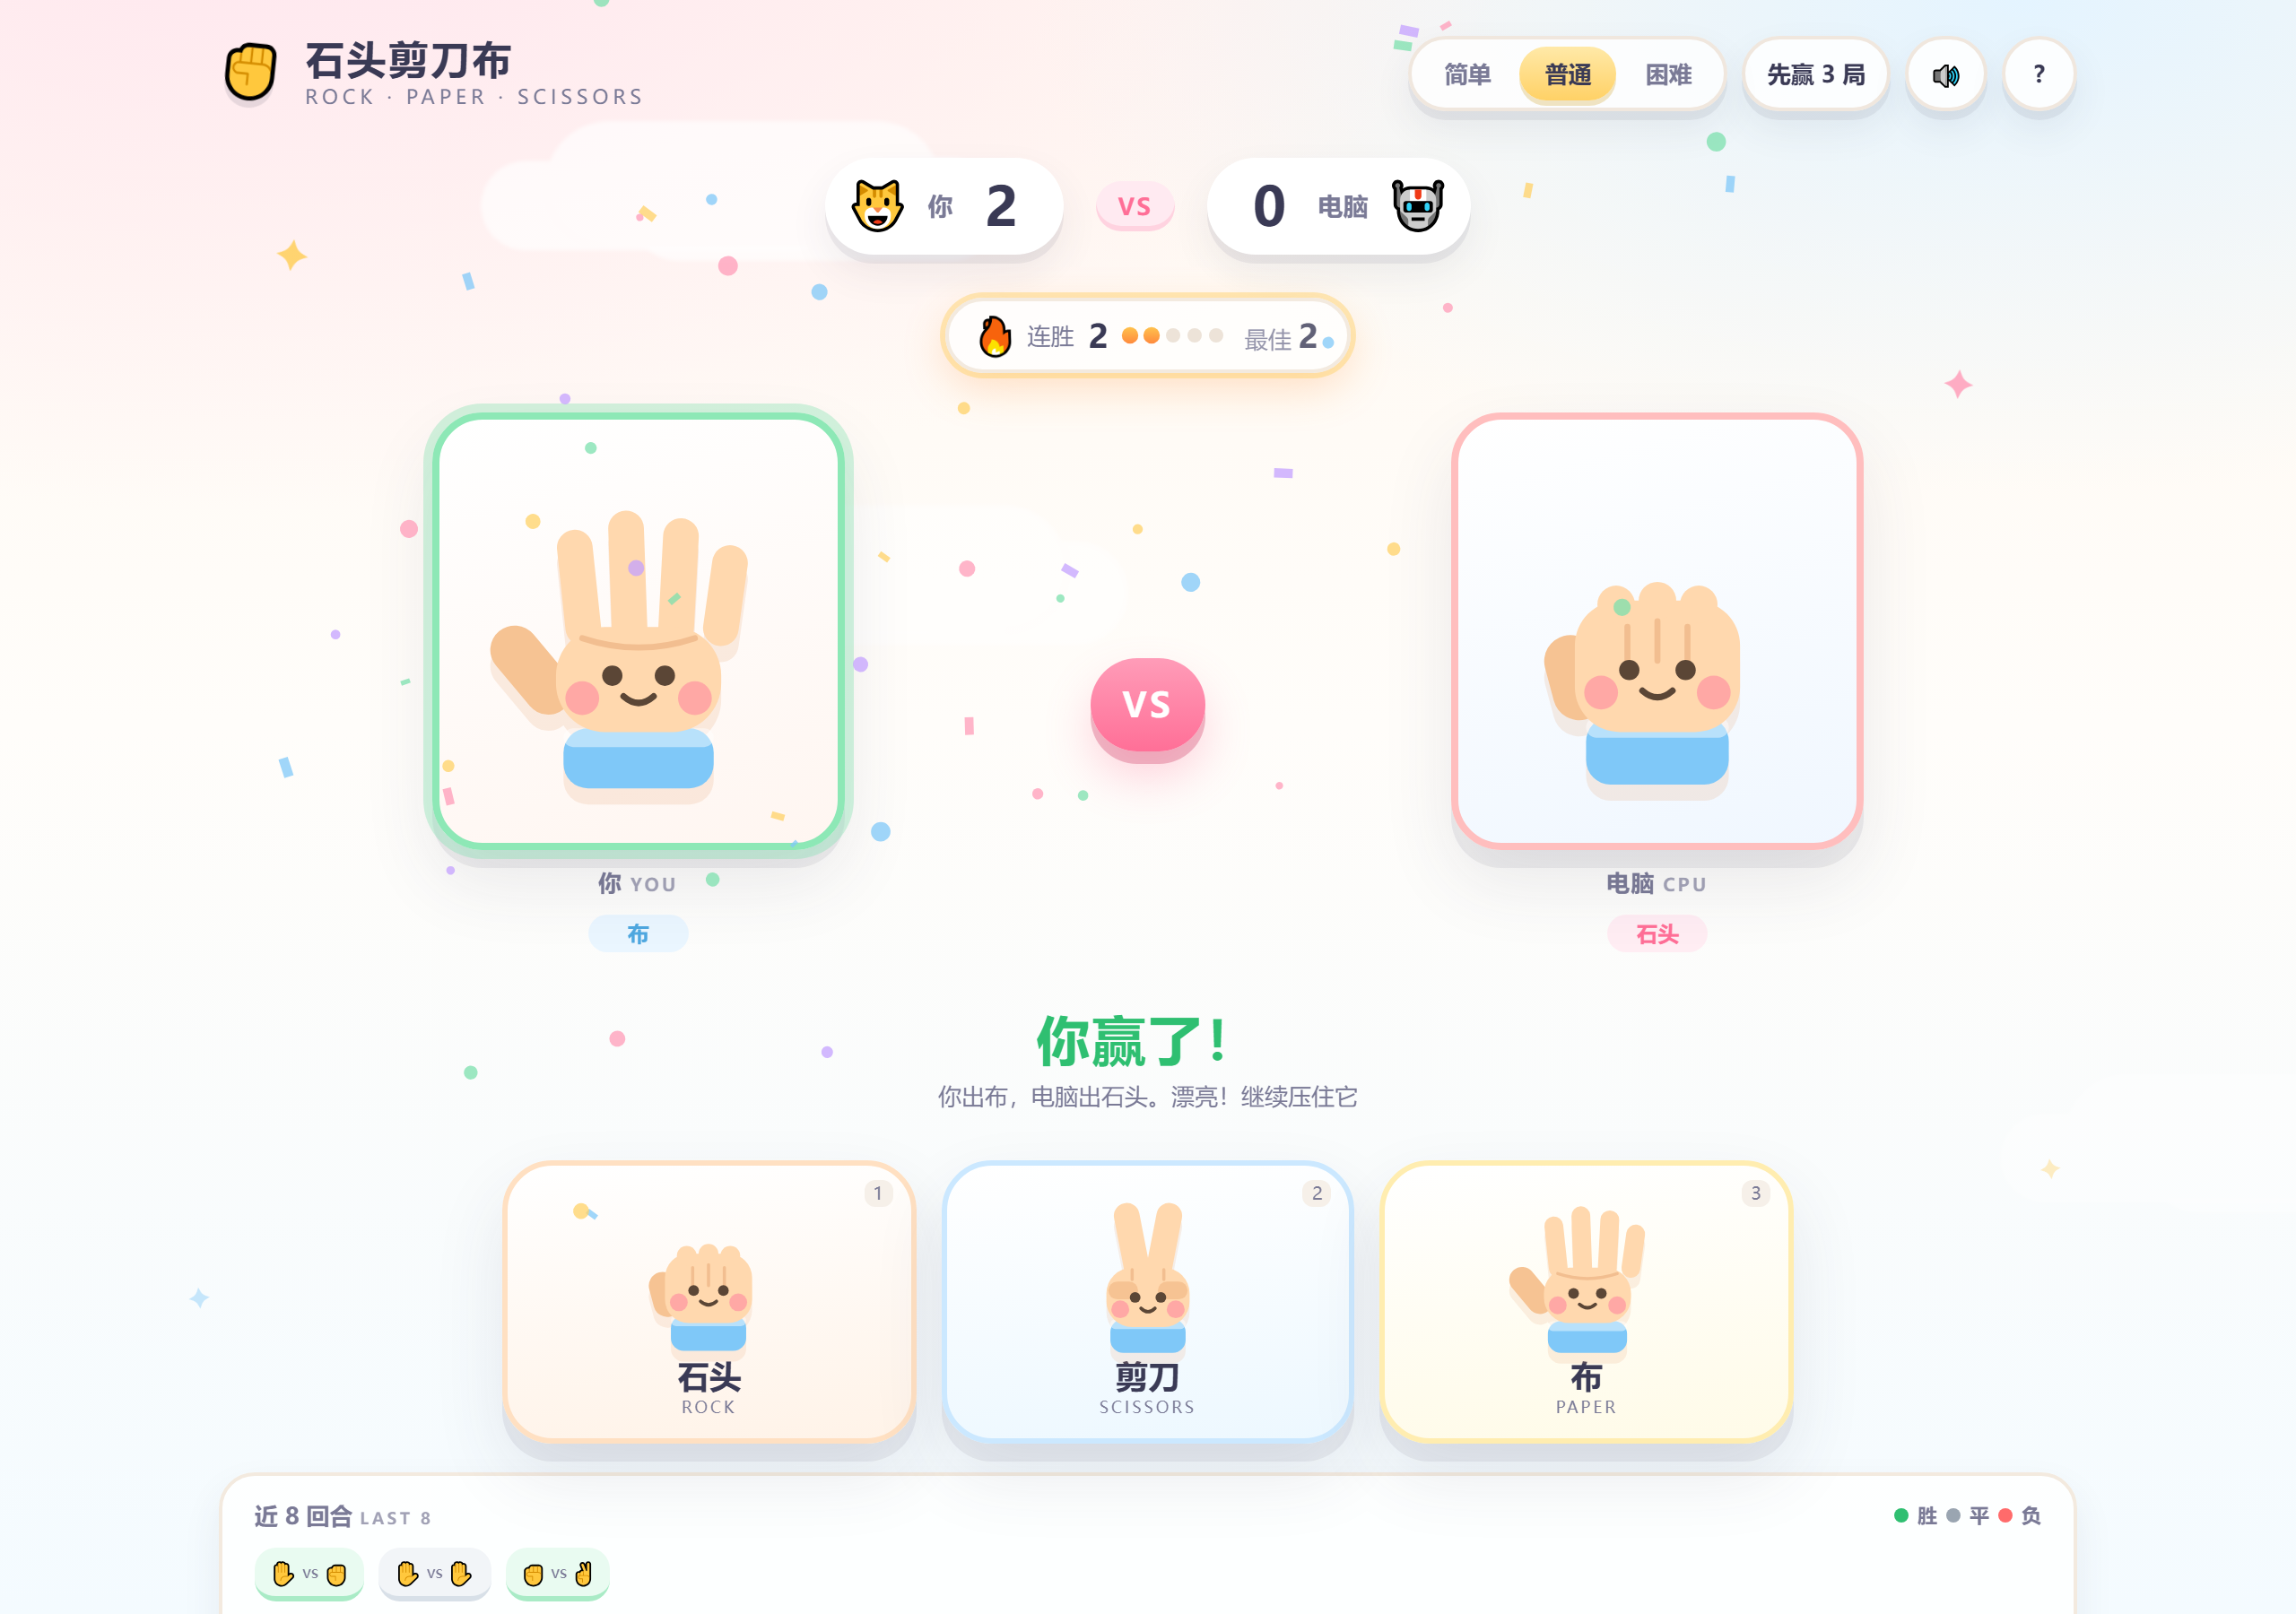 石头剪刀布
ROCK · PAPER · SCISSORS
简单 普通 困难
先赢 3 局
?
你 2
VS
0 电脑
连胜 2 最佳 2
VS
你 YOU
布
电脑 CPU
石头
你赢了!
你出布，电脑出石头。漂亮！继续压住它
1
石头
ROCK
2
剪刀
SCISSORS
3
布
PAPER
近 8 回合 LAST 8
胜 平 负
VS
VS
VS